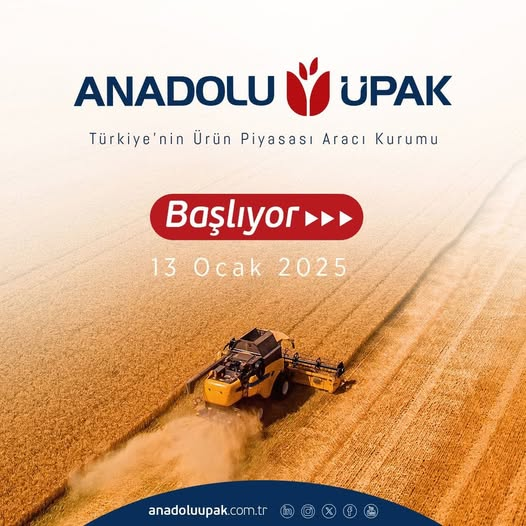 ANADOLU ÜPAK
Türkiye'nin Ürün Piyasası Aracı Kurumu
Başlıyor
13 Ocak 2025
anadoluupak.com.tr